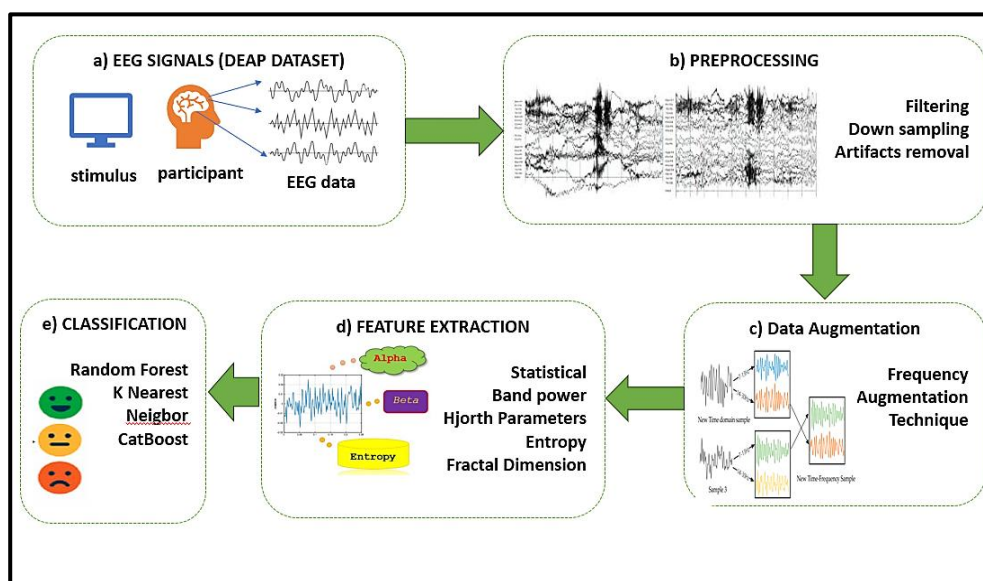 a) EEG SIGNALS (DEAP DATASET)
stimulus
participant
EEG data
b) PREPROCESSING
Filtering
Down sampling
Artifacts removal
c) Data Augmentation
New Time-domain sample
Sample 3
New Time-Frequency Sample
Frequency
Augmentation
Technique
d) FEATURE EXTRACTION
Alpha
Beta
Entropy
Statistical
Band power
Hjorth Parameters
Entropy
Fractal Dimension
e) CLASSIFICATION
Random Forest
K Nearest
Neigbor
CatBoost